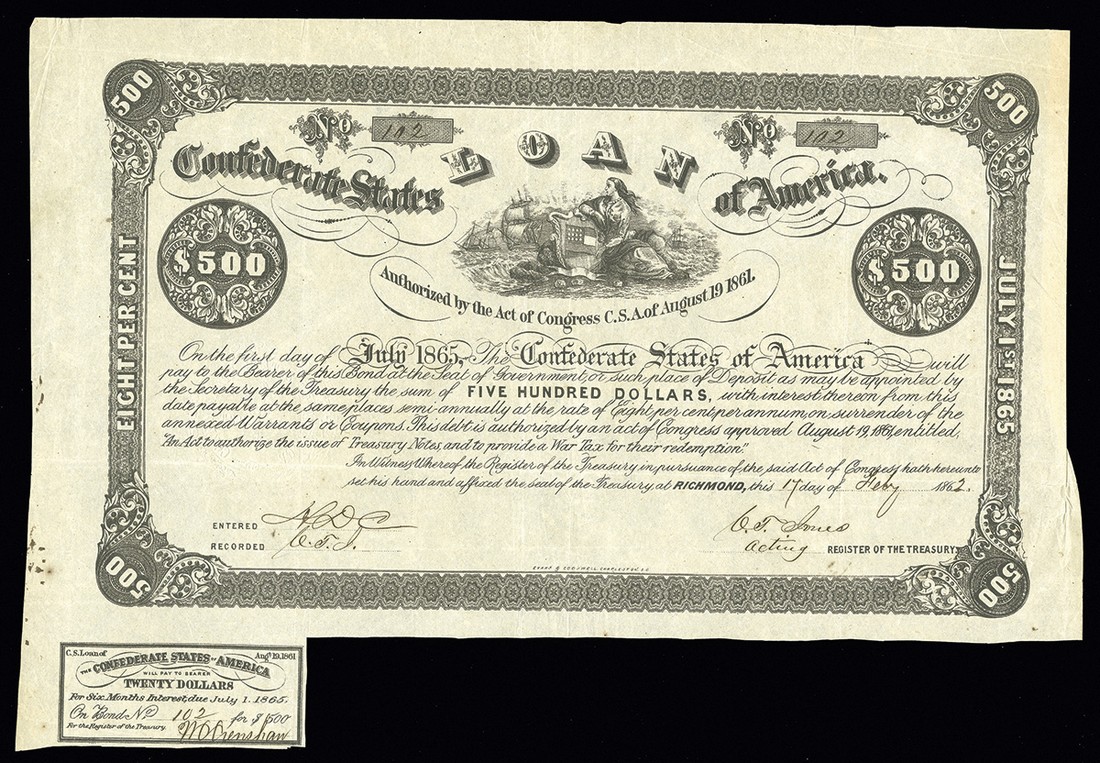 500
500
No 102
No 102
LOAN
Confederate States
of America.
$500
$500
Authorized by the Act of Congress C.S.A. of August 19 1861.
EIGHT PER CENT
JULY 1ST 1865
On the first day of July 1865, The Confederate States of America will
pay to the Bearer of this Bond at the Seat of Government, or such place of Deposit as may be appointed by
the Secretary of the Treasury the sum of FIVE HUNDRED DOLLARS, with interest thereon from this
date payable at the same places semi-annually at the rate of Eight per cent per annum, on surrender of the
annexed Warrants or Coupons. This debt is authorized by an act of Congress approved August 19, 1861, entitled,
"An Act to authorize the issue of Treasury Notes, and to provide a War Tax for their redemption."
In Witness Whereof, the Register of the Treasury, in pursuance of the said Act of Congress hath hereunto
set his hand and affixed the seal of the Treasury, at RICHMOND, this 17 day of Feby 1862.
ENTERED
RECORDED C.T.J.
C. T. Jones
Acting REGISTER OF THE TREASURY
500
500
C.S. Loan of Augt. 19, 1861
THE CONFEDERATE STATES OF AMERICA
WILL PAY TO BEARER
TWENTY DOLLARS
For Six Months Interest, due July 1. 1865.
On Bond No 102 for $500
For the Register of the Treasury. Crenshaw